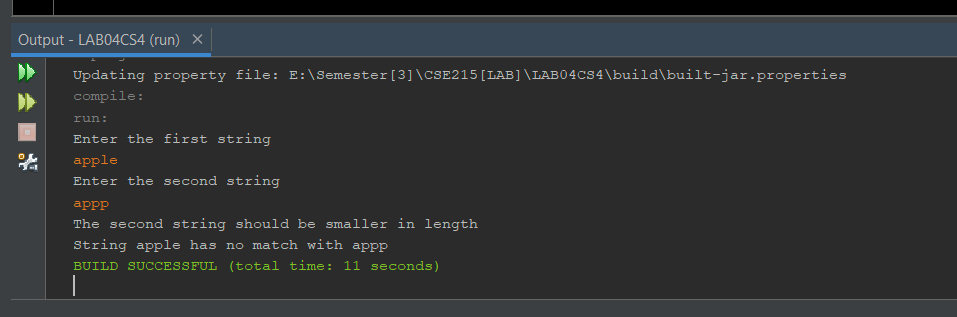 Output - LAB04CS4 (run) ×
Updating property file: E:\Semester[3]\CSE215[LAB]\LAB04CS4\build\built-jar.properties
compile:
run:
Enter the first string
apple
Enter the second string
appp
The second string should be smaller in length
String apple has no match with appp
BUILD SUCCESSFUL (total time: 11 seconds)